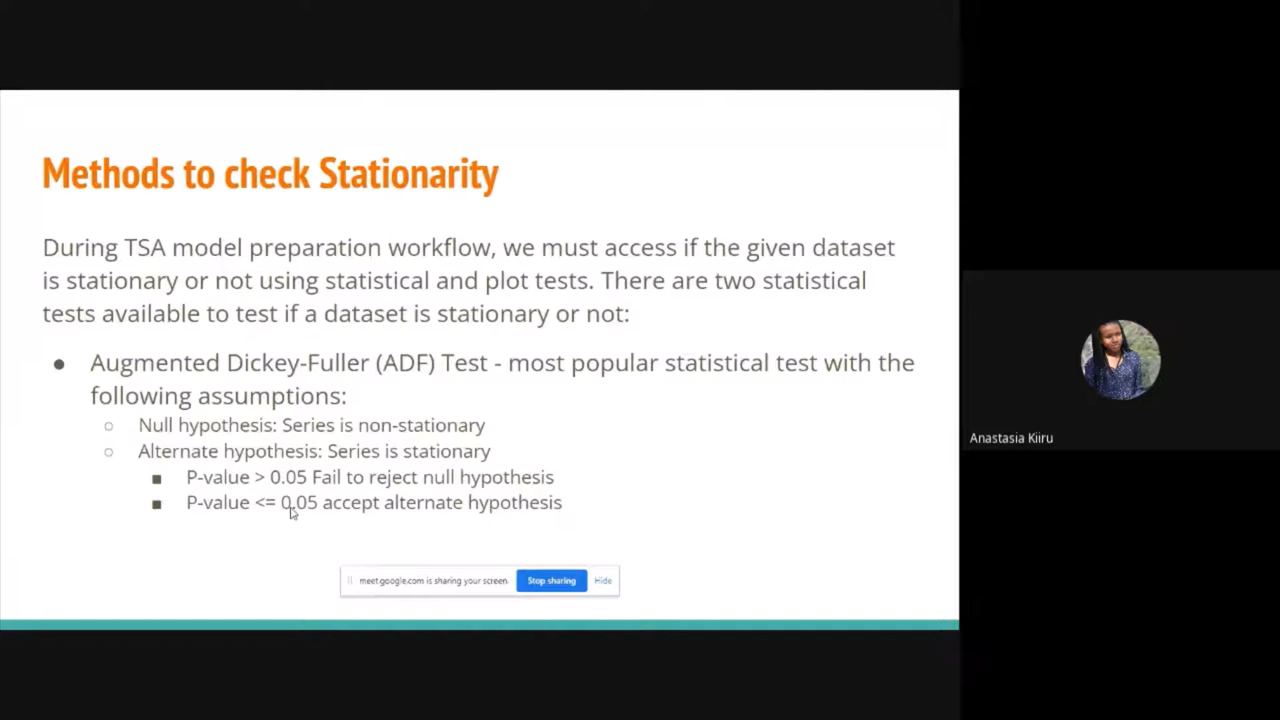 Methods to check Stationarity
During TSA model preparation workflow, we must access if the given dataset
is stationary or not using statistical and plot tests. There are two statistical
tests available to test if a dataset is stationary or not:
● Augmented Dickey-Fuller (ADF) Test - most popular statistical test with the
following assumptions:
○ Null hypothesis: Series is non-stationary
○ Alternate hypothesis: Series is stationary
■ P-value > 0.05 Fail to reject null hypothesis
■ P-value <= 0.05 accept alternate hypothesis
meet.google.com is sharing your screen. Stop sharing Hide
Anastasia Kiiru